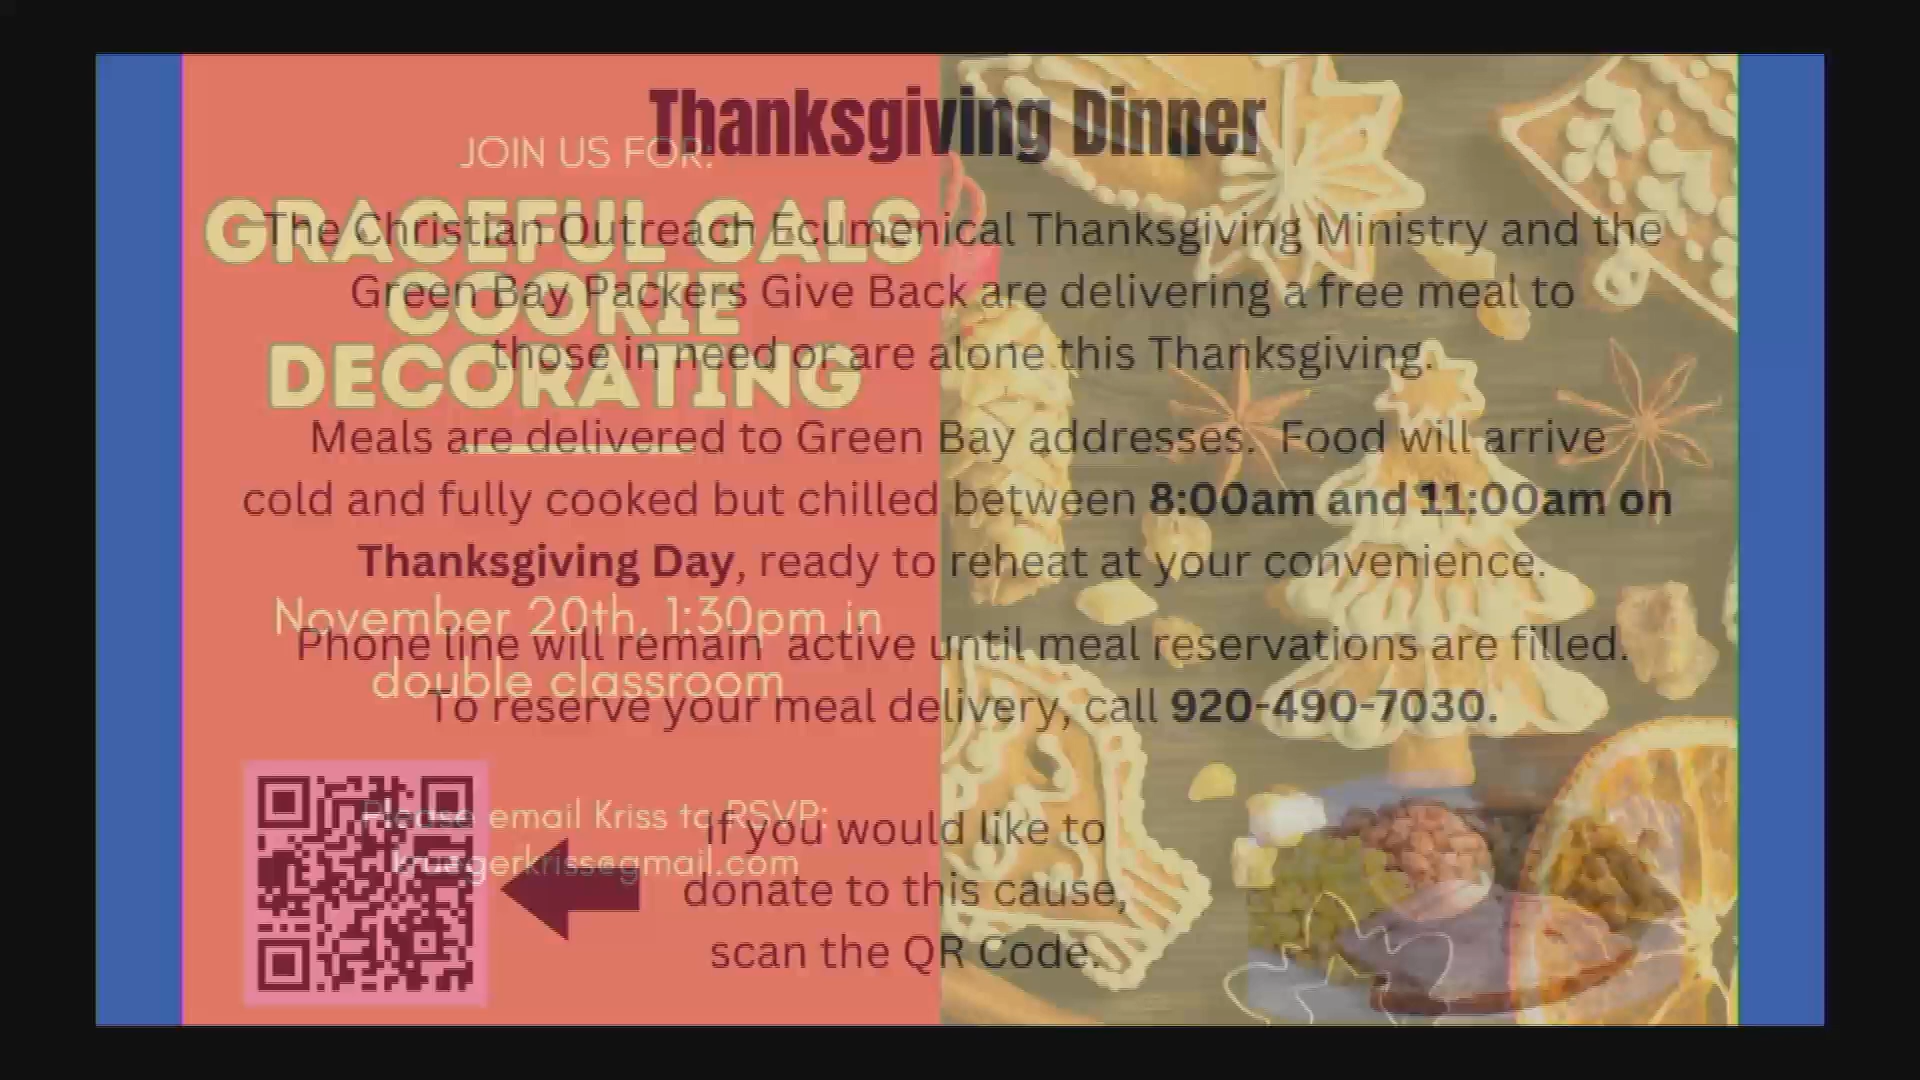 Thanksgiving Dinner
The Christian Outreach Ecumenical Thanksgiving Ministry and the
Green Bay Packers Give Back are delivering a free meal to
those in need or are alone this Thanksgiving.
Meals are delivered to Green Bay addresses. Food will arrive
cold and fully cooked but chilled between 8:00am and 11:00am on
Thanksgiving Day, ready to reheat at your convenience.
Phone line will remain active until meal reservations are filled.
To reserve your meal delivery, call 920-490-7030.
If you would like to
donate to this cause,
scan the QR Code.
JOIN US FOR:
GRACEFUL GALS
COOKIE
DECORATING
November 20th, 1:30pm in
double classroom
Please email Kriss to RSVP:
kruegerkriss@gmail.com